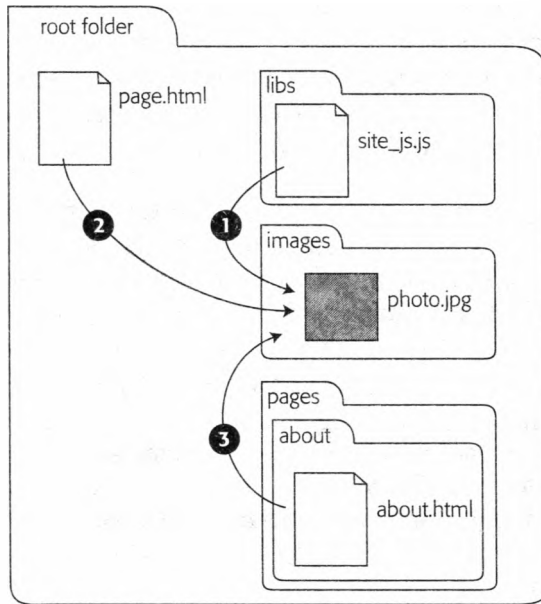 root folder
page.html
libs
site_js.js
2
1
images
photo.jpg
pages
about
3
about.html